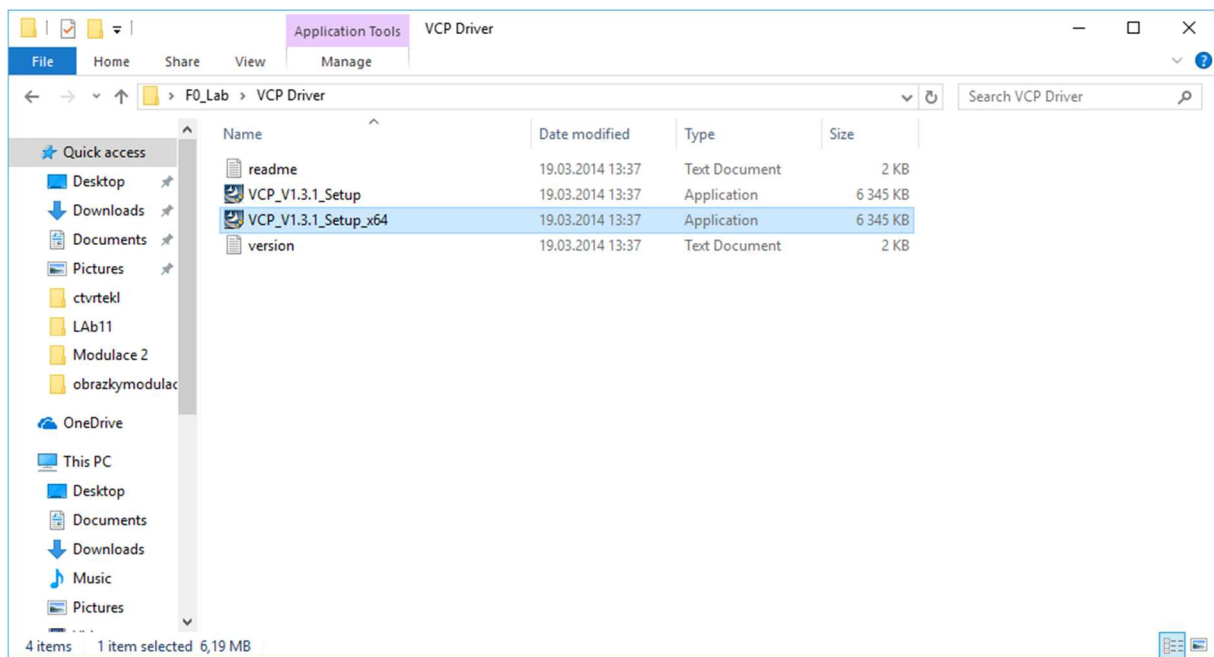 Application Tools VCP Driver
File Home Share View Manage
F0_Lab VCP Driver Search VCP Driver
Name Date modified Type Size
Quick access
Desktop
Downloads
Documents
Pictures
ctvrtekl
LAb11
Modulace 2
obrazkymodulac
OneDrive
This PC
Desktop
Documents
Downloads
Music
Pictures
readme 19.03.2014 13:37 Text Document 2 KB
VCP_V1.3.1_Setup 19.03.2014 13:37 Application 6 345 KB
VCP_V1.3.1_Setup_x64 19.03.2014 13:37 Application 6 345 KB
version 19.03.2014 13:37 Text Document 2 KB
4 items 1 item selected 6,19 MB